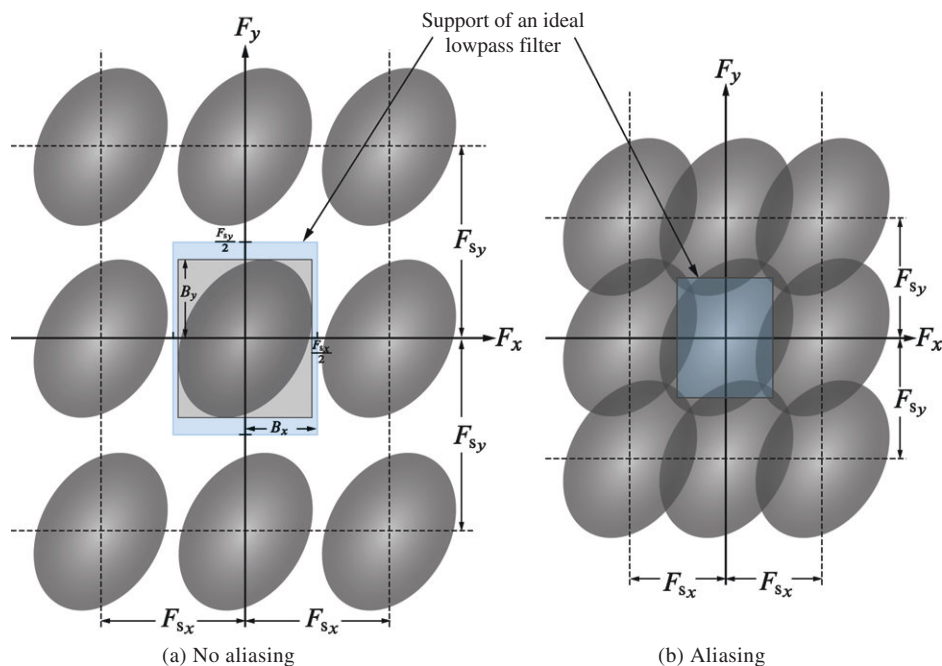 Support of an ideal
lowpass filter
F_y
F_y
F_sy/2
B_y
F_sy
F_sy
F_x
F_x
F_sx/2
B_x
F_sy
F_sy
F_sx
F_sx
F_sx
F_sx
(a) No aliasing
(b) Aliasing